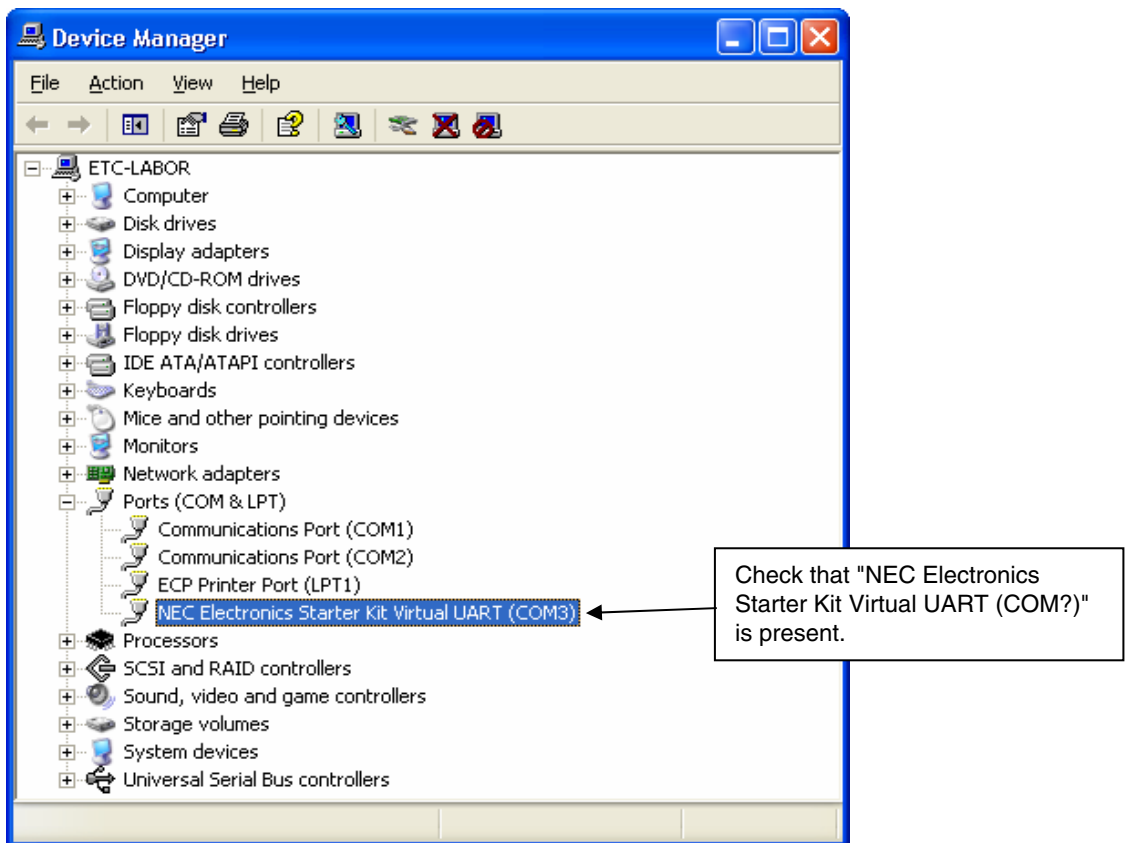 Device Manager
File Action View Help
ETC-LABOR
Computer
Disk drives
Display adapters
DVD/CD-ROM drives
Floppy disk controllers
Floppy disk drives
IDE ATA/ATAPI controllers
Keyboards
Mice and other pointing devices
Monitors
Network adapters
Ports (COM & LPT)
Communications Port (COM1)
Communications Port (COM2)
ECP Printer Port (LPT1)
NEC Electronics Starter Kit Virtual UART (COM3)
Processors
SCSI and RAID controllers
Sound, video and game controllers
Storage volumes
System devices
Universal Serial Bus controllers
Check that "NEC Electronics
Starter Kit Virtual UART (COM?)"
is present.